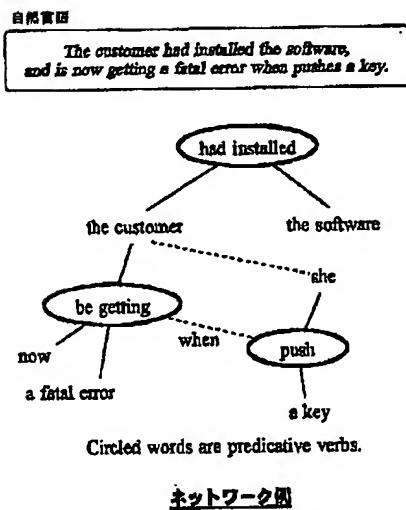 自然言語
The customer had installed the software,
and is now getting a fatal error when pushes a key.
had installed
the customer
the software
she
be getting
when
push
now
a fatal error
a key
Circled words are predicative verbs.
ネットワーク例